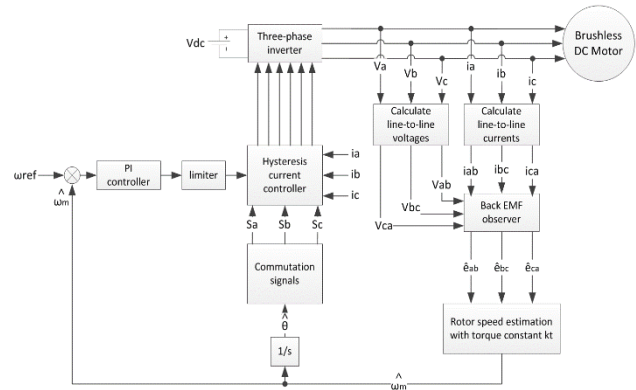 Vdc
+
-
Three-phase
inverter
Brushless
DC Motor
Va
Vb
Vc
ia
ib
ic
Calculate
line-to-line
voltages
Calculate
line-to-line
currents
ωref
ω̂m
PI
controller
limiter
Hysteresis
current
controller
ia
ib
ic
Vab
Vbc
Vca
iab
ibc
ica
Back EMF
observer
Sa
Sb
Sc
Commutation
signals
êab
êbc
êca
Rotor speed estimation
with torque constant kt
θ̂
1/s
ω̂m